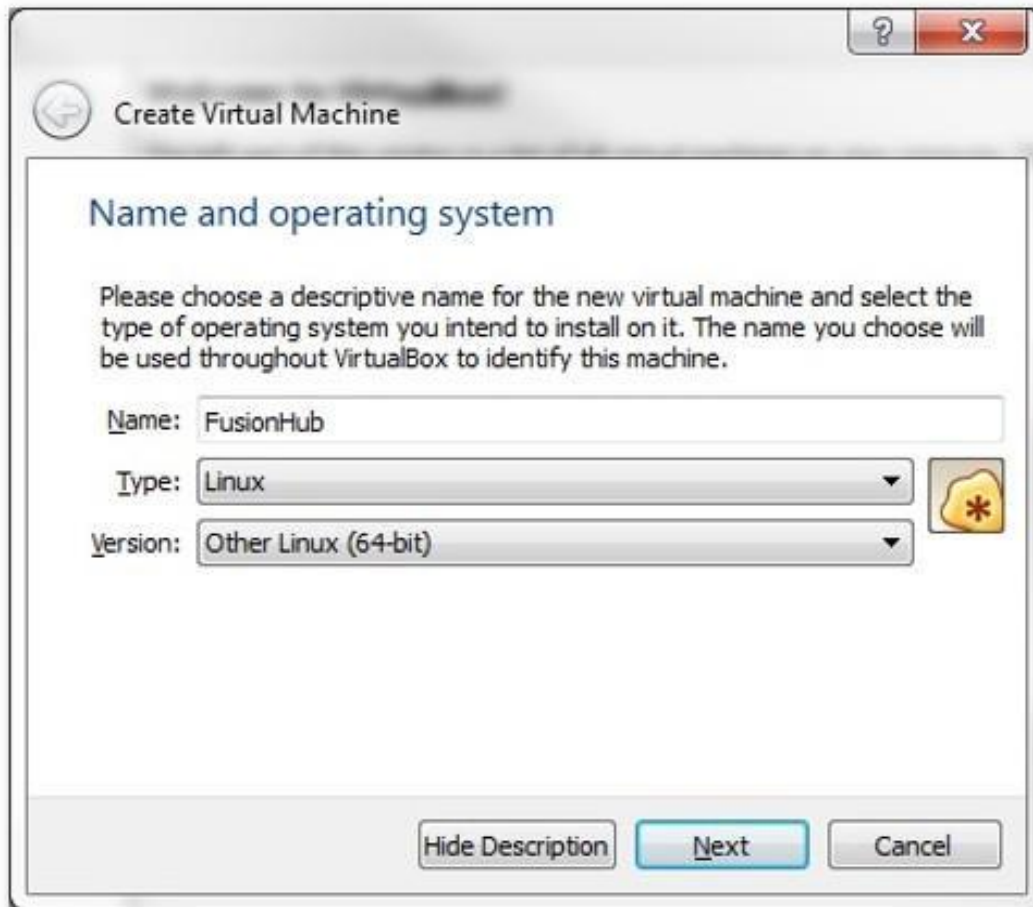 Create Virtual Machine
Name and operating system
Please choose a descriptive name for the new virtual machine and select the
type of operating system you intend to install on it. The name you choose will
be used throughout VirtualBox to identify this machine.
Name: FusionHub
Type: Linux
Version: Other Linux (64-bit)
Hide Description Next Cancel